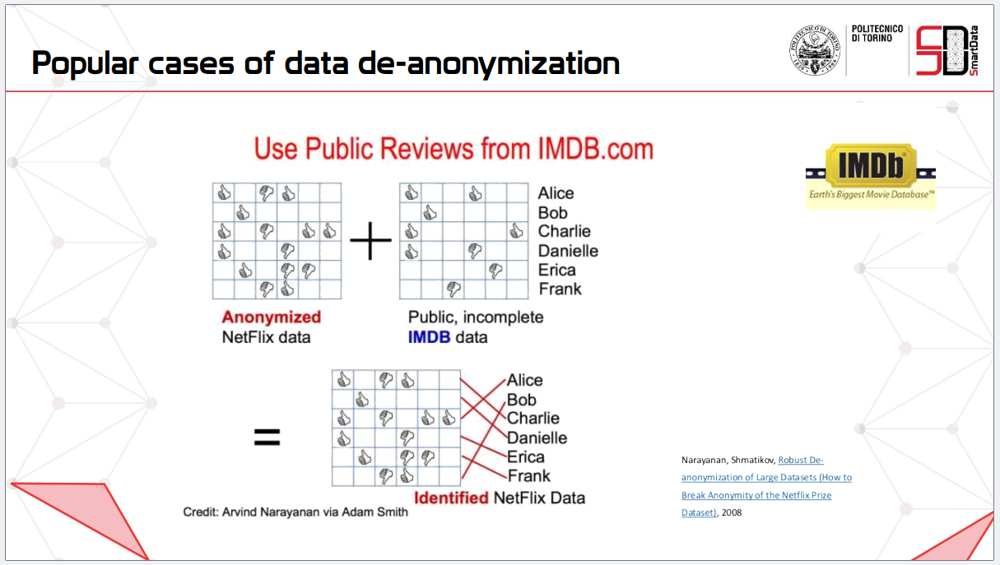 Popular cases of data de-anonymization
POLITECNICO
DI TORINO
SmartData
Use Public Reviews from IMDB.com
IMDb
Earth's Biggest Movie Database™
Alice
Bob
Charlie
Danielle
Erica
Frank
Anonymized
NetFlix data
Public, incomplete
IMDB data
Alice
Bob
Charlie
Danielle
Erica
Frank
Identified NetFlix Data
Credit: Arvind Narayanan via Adam Smith
Narayanan, Shmatikov, Robust De-
anonymization of Large Datasets (How to
Break Anonymity of the Netflix Prize
Dataset), 2008